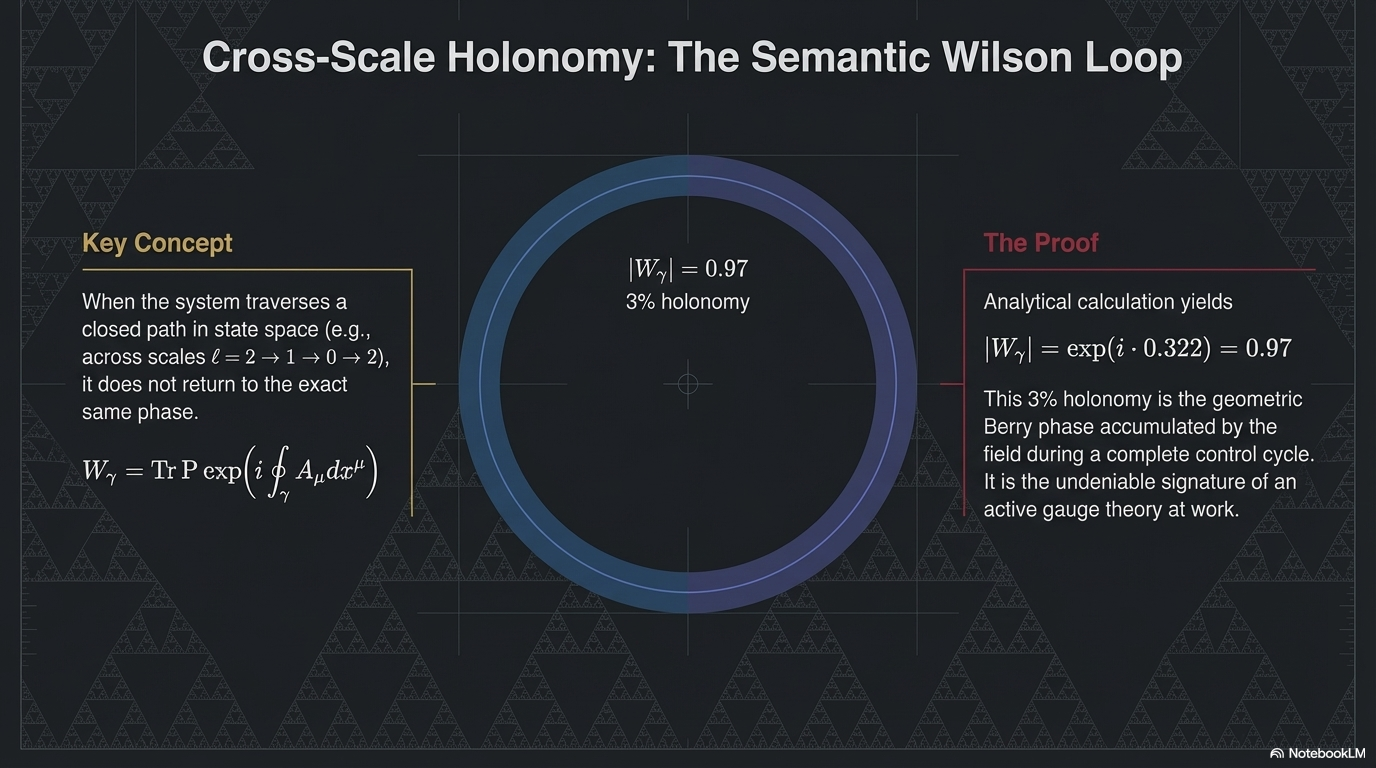 Cross-Scale Holonomy: The Semantic Wilson Loop
Key Concept
When the system traverses a
closed path in state space (e.g.,
across scales ℓ = 2 → 1 → 0 → 2),
it does not return to the exact
same phase.
W_γ = Tr P exp(i ∮_γ A_μ dx^μ)
|W_γ| = 0.97
3% holonomy
The Proof
Analytical calculation yields
|W_γ| = exp(i · 0.322) = 0.97
This 3% holonomy is the geometric
Berry phase accumulated by the
field during a complete control cycle.
It is the undeniable signature of an
active gauge theory at work.
NotebookLM